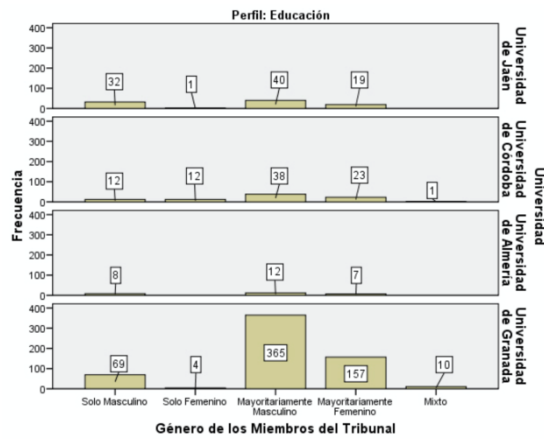 Perfil: Educación
400
300
200
100
0
32
1
40
19
Universidad
de Jaén
400
300
200
100
0
12
12
38
23
1
Universidad
de Córdoba
400
300
200
100
0
8
12
7
Universidad
de Almería
400
300
200
100
0
69
4
365
157
10
Universidad
de Granada
Frecuencia
Universidad
Solo Masculino
Solo Femenino
Mayoritariamente
Masculino
Mayoritariamente
Femenino
Mixto
Género de los Miembros del Tribunal